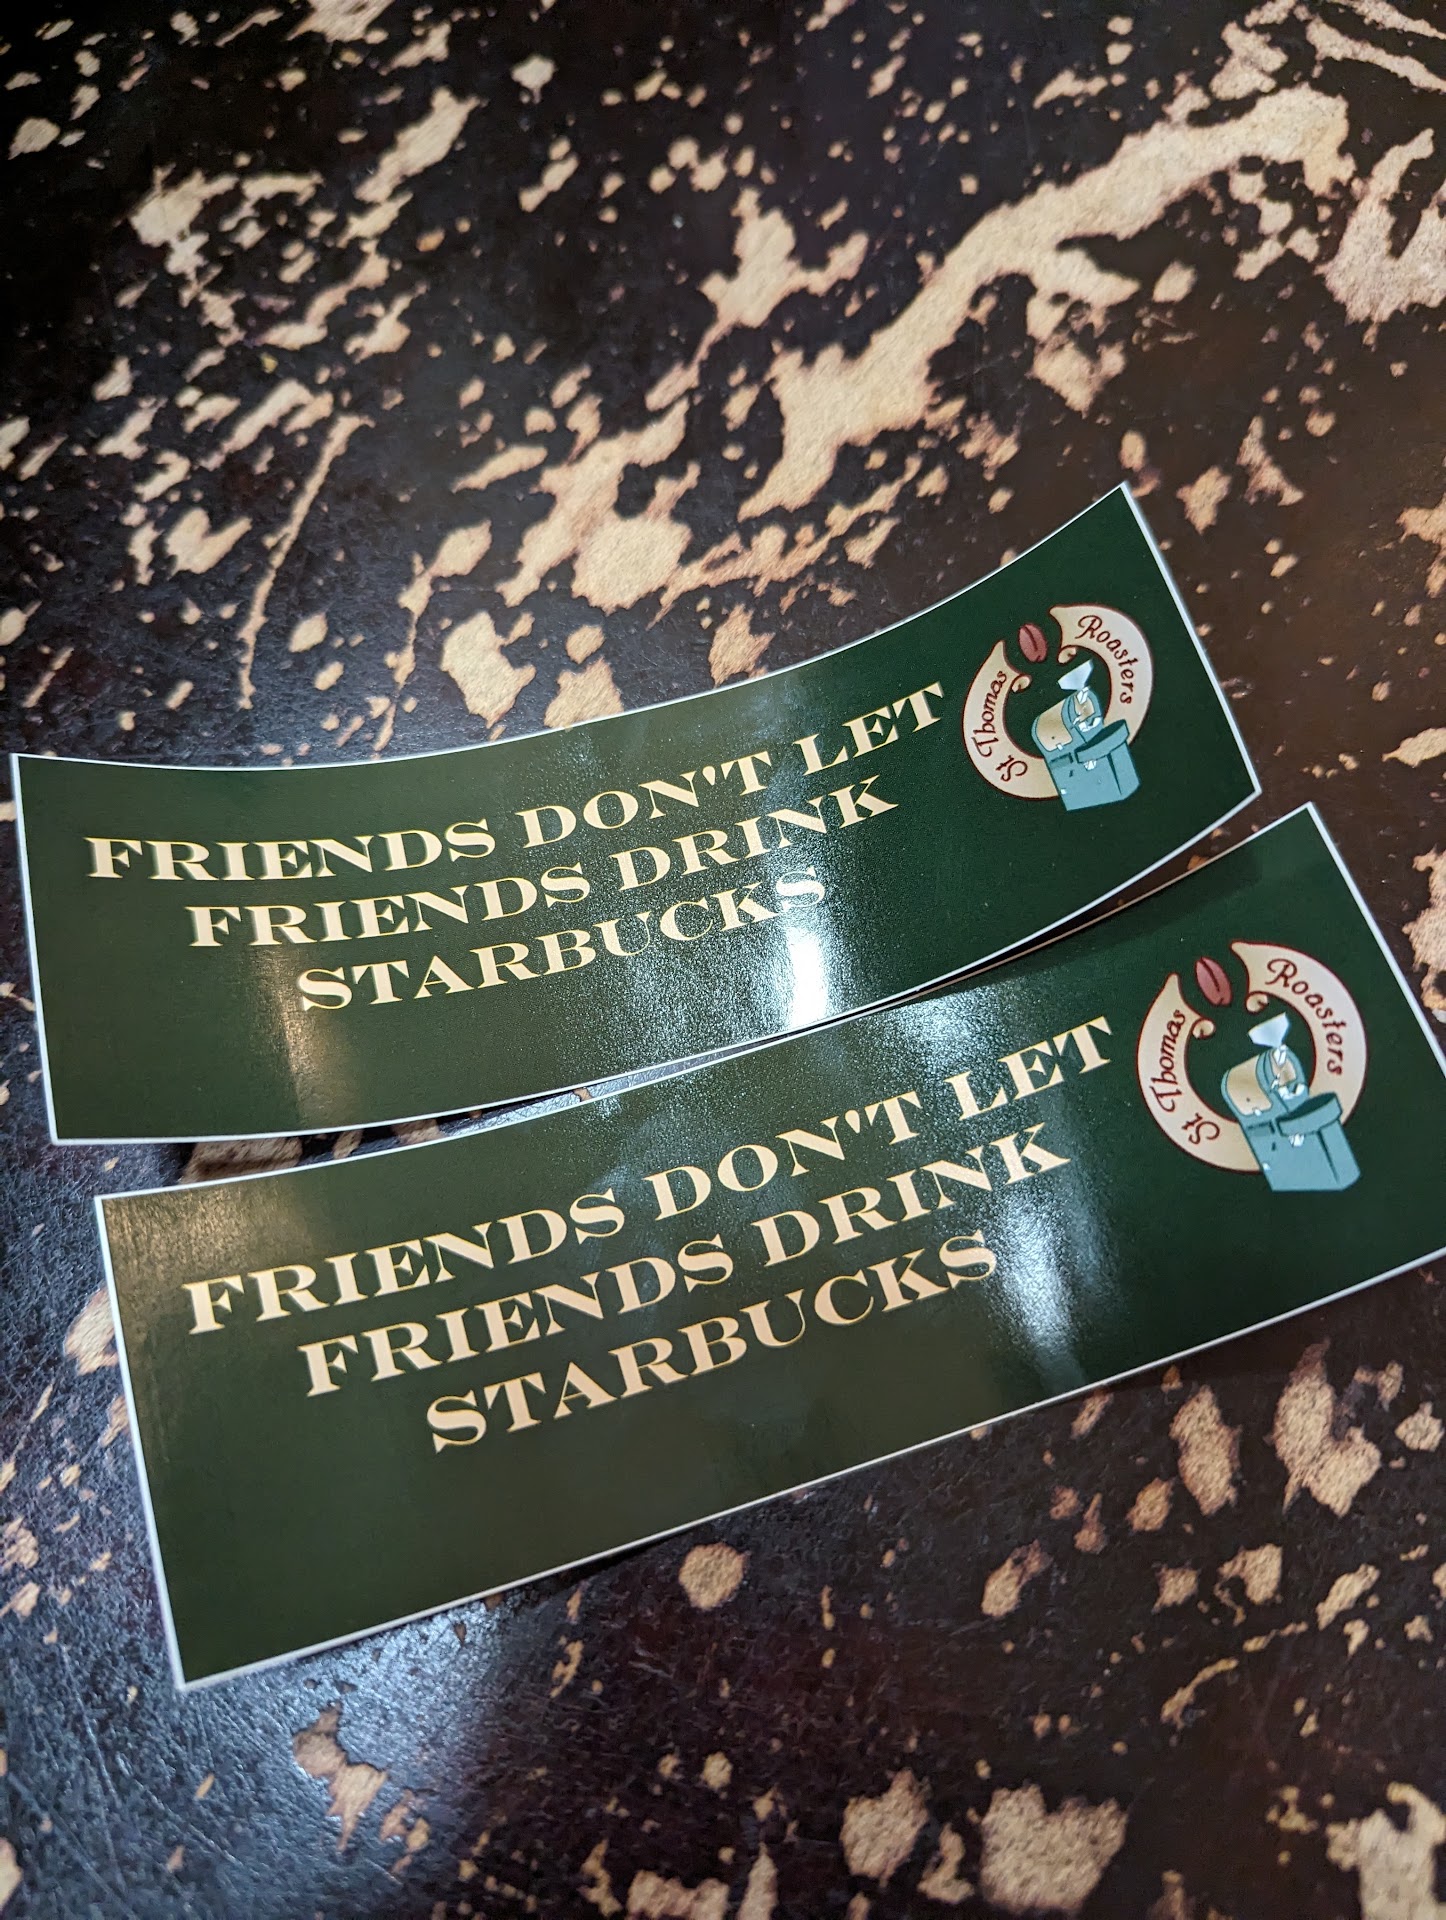 FRIENDS DON'T LET
FRIENDS DRINK
STARBUCKS
St Thomas Roasters
FRIENDS DON'T LET
FRIENDS DRINK
STARBUCKS
St Thomas Roasters